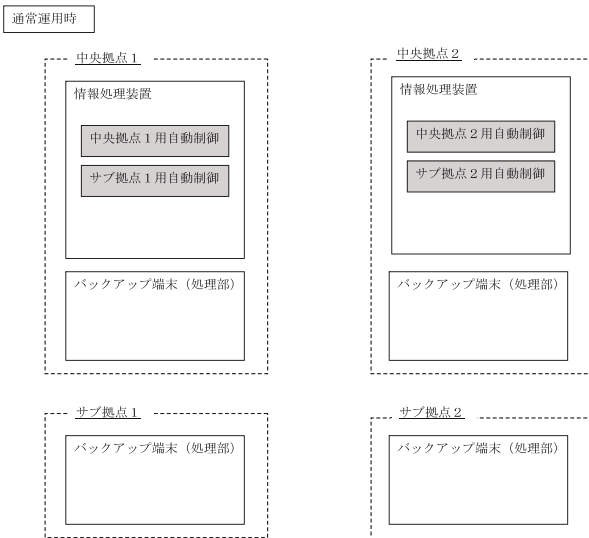 通常運用時
中央拠点１
情報処理装置
中央拠点１用自動制御
サブ拠点１用自動制御
バックアップ端末（処理部）
中央拠点２
情報処理装置
中央拠点２用自動制御
サブ拠点２用自動制御
バックアップ端末（処理部）
サブ拠点１
バックアップ端末（処理部）
サブ拠点２
バックアップ端末（処理部）